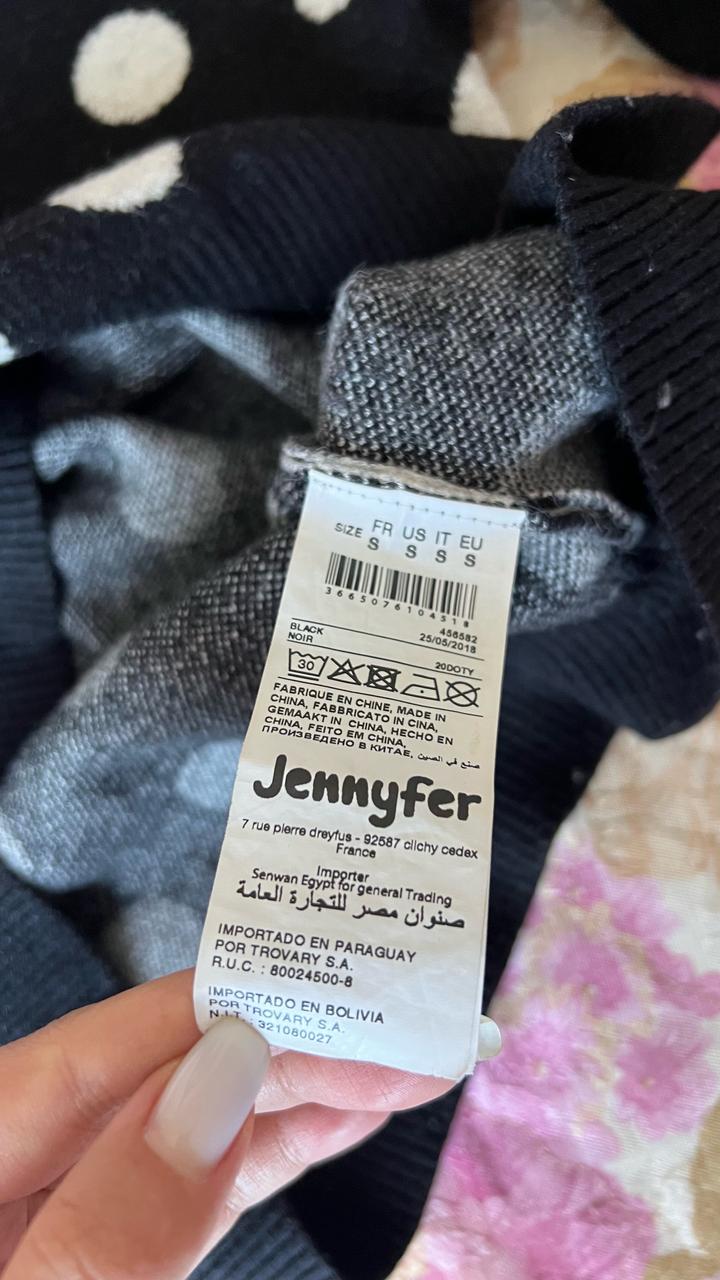 SIZE FR US IT EU
S S S S
3665076104518
BLACK 456582
NOIR 25/05/2018
20DOTY
30
FABRIQUE EN CHINE, MADE IN
CHINA, FABBRICATO IN CINA,
GEMAAKT IN CHINA, HECHO EN
CHINA, FEITO EM CHINA,
ПРОИЗВЕДЕНО В КИТАЕ, صنع في الصين
Jennyfer
7 rue pierre dreyfus - 92587 clichy cedex
France
Importer
Senwan Egypt for general Trading
صنوان مصر للتجارة العامة
IMPORTADO EN PARAGUAY
POR TROVARY S.A.
R.U.C. : 80024500-8
IMPORTADO EN BOLIVIA
POR TROVARY S.A.
N.I.T. : 321080027